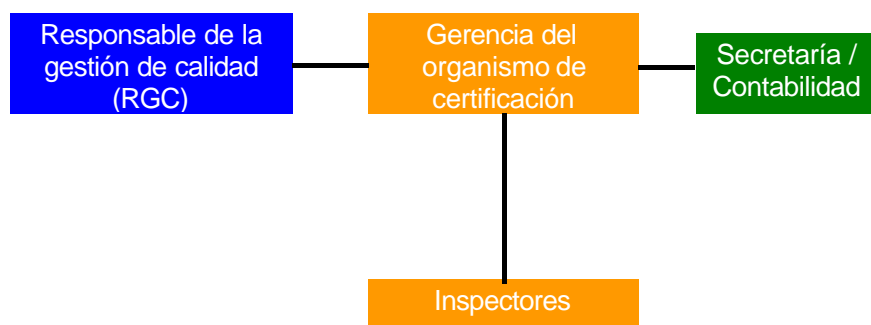 Responsable de la
gestión de calidad
(RGC)
Gerencia del
organismo de
certificación
Secretaría /
Contabilidad
Inspectores